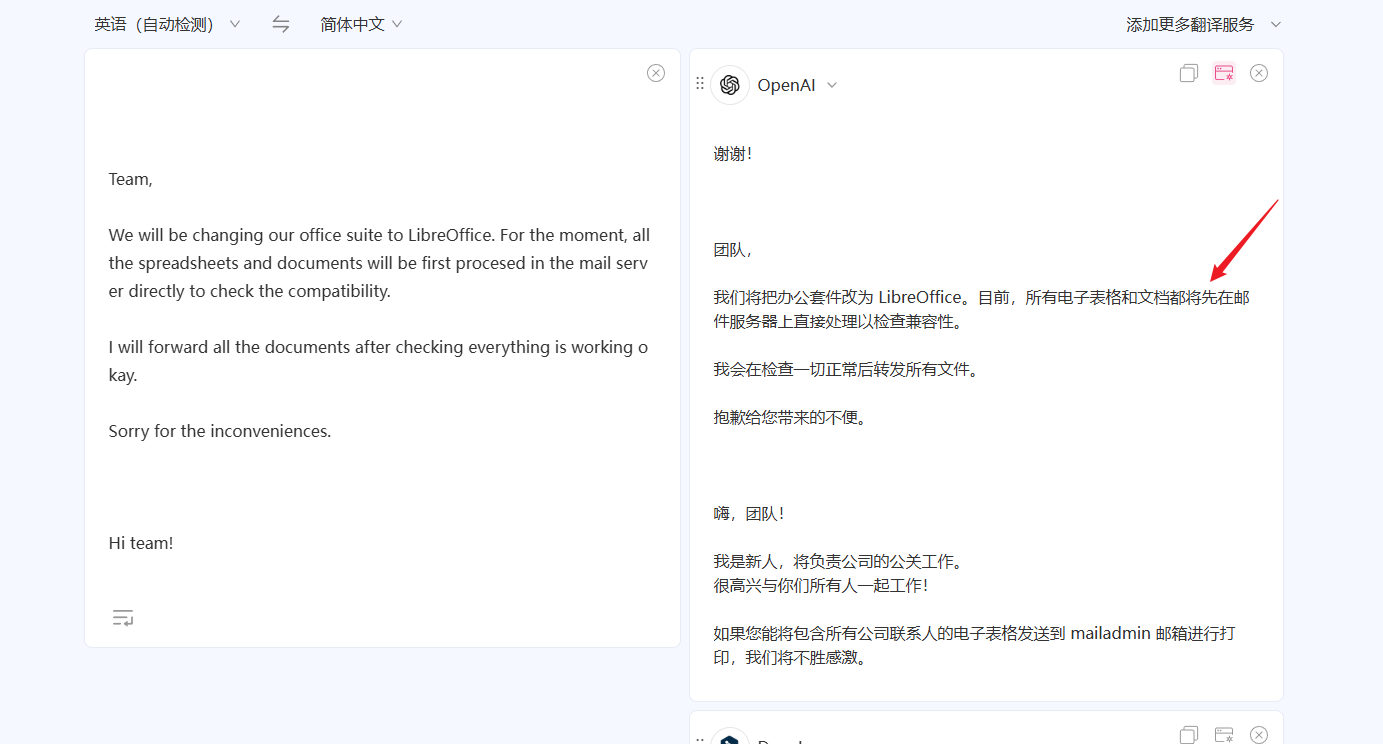 英语（自动检测）
简体中文
添加更多翻译服务
Team,
We will be changing our office suite to LibreOffice. For the moment, all
the spreadsheets and documents will be first procesed in the mail serv
er directly to check the compatibility.
I will forward all the documents after checking everything is working o
kay.
Sorry for the inconveniences.
Hi team!
OpenAI
谢谢！
团队，
我们将把办公套件改为 LibreOffice。目前，所有电子表格和文档都将先在邮
件服务器上直接处理以检查兼容性。
我会在检查一切正常后转发所有文件。
抱歉给您带来的不便。
嗨，团队！
我是新人，将负责公司的公关工作。
很高兴与你们所有人一起工作！
如果您能将包含所有公司联系人的电子表格发送到 mailadmin 邮箱进行打
印，我们将不胜感激。